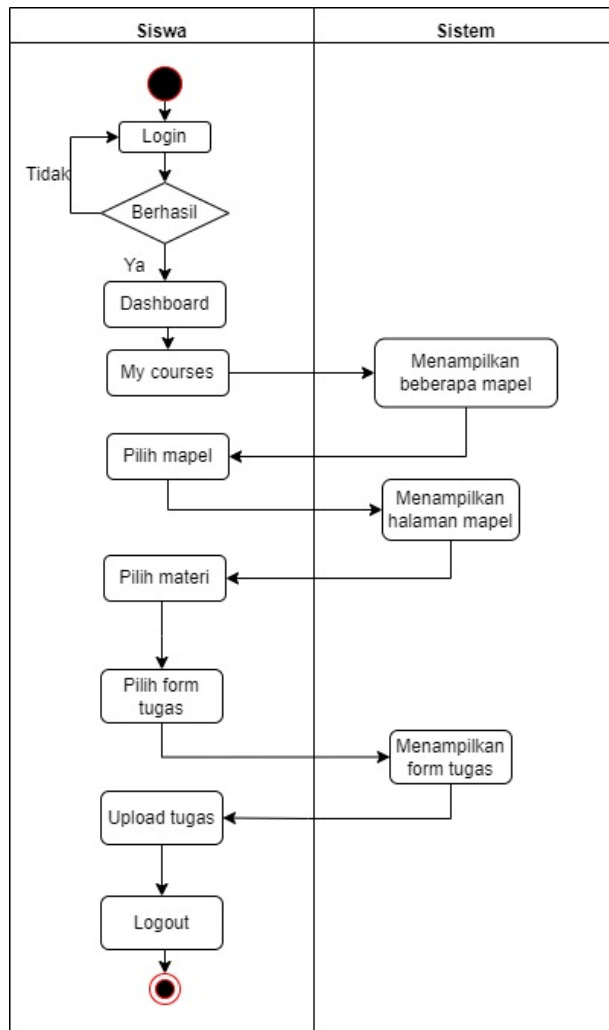 Siswa
Sistem
Login
Tidak
Berhasil
Ya
Dashboard
My courses
Menampilkan
beberapa mapel
Pilih mapel
Menampilkan
halaman mapel
Pilih materi
Pilih form
tugas
Menampilkan
form tugas
Upload tugas
Logout